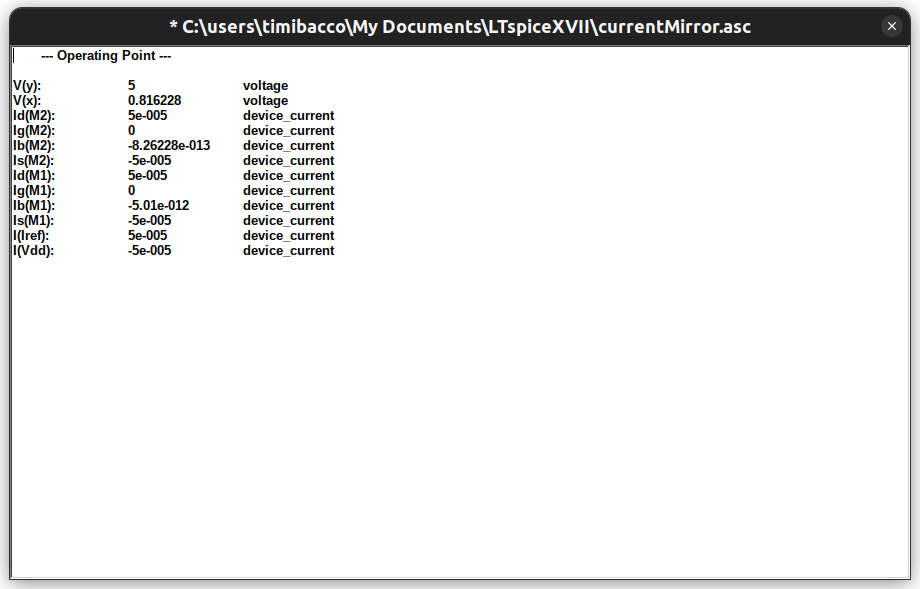 * C:\users\timibacco\My Documents\LTspiceXVII\currentMirror.asc
--- Operating Point ---
V(y): 5 voltage
V(x): 0.816228 voltage
Id(M2): 5e-005 device_current
Ig(M2): 0 device_current
Ib(M2): -8.26228e-013 device_current
Is(M2): -5e-005 device_current
Id(M1): 5e-005 device_current
Ig(M1): 0 device_current
Ib(M1): -5.01e-012 device_current
Is(M1): -5e-005 device_current
I(Iref): 5e-005 device_current
I(Vdd): -5e-005 device_current